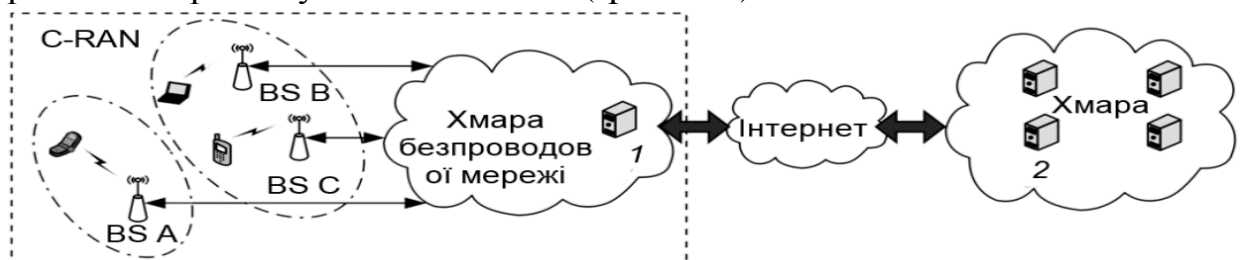 C-RAN
BS B
BS C
BS A
Хмара
безпроводов
ої мережі
1
Інтернет
Хмара
2